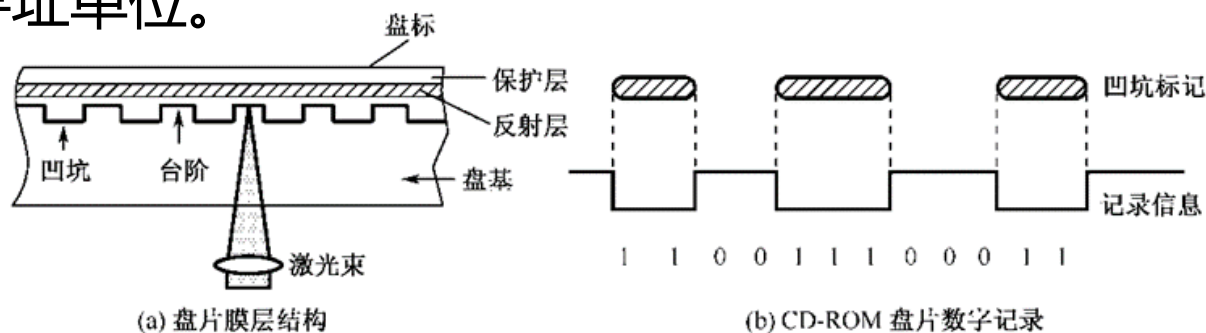 址单位。
盘标
保护层
反射层
凹坑
台阶
盘基
激光束
(a) 盘片膜层结构
凹坑标记
记录信息
1 1 0 0 1 1 1 0 0 0 1 1
(b) CD-ROM 盘片数字记录